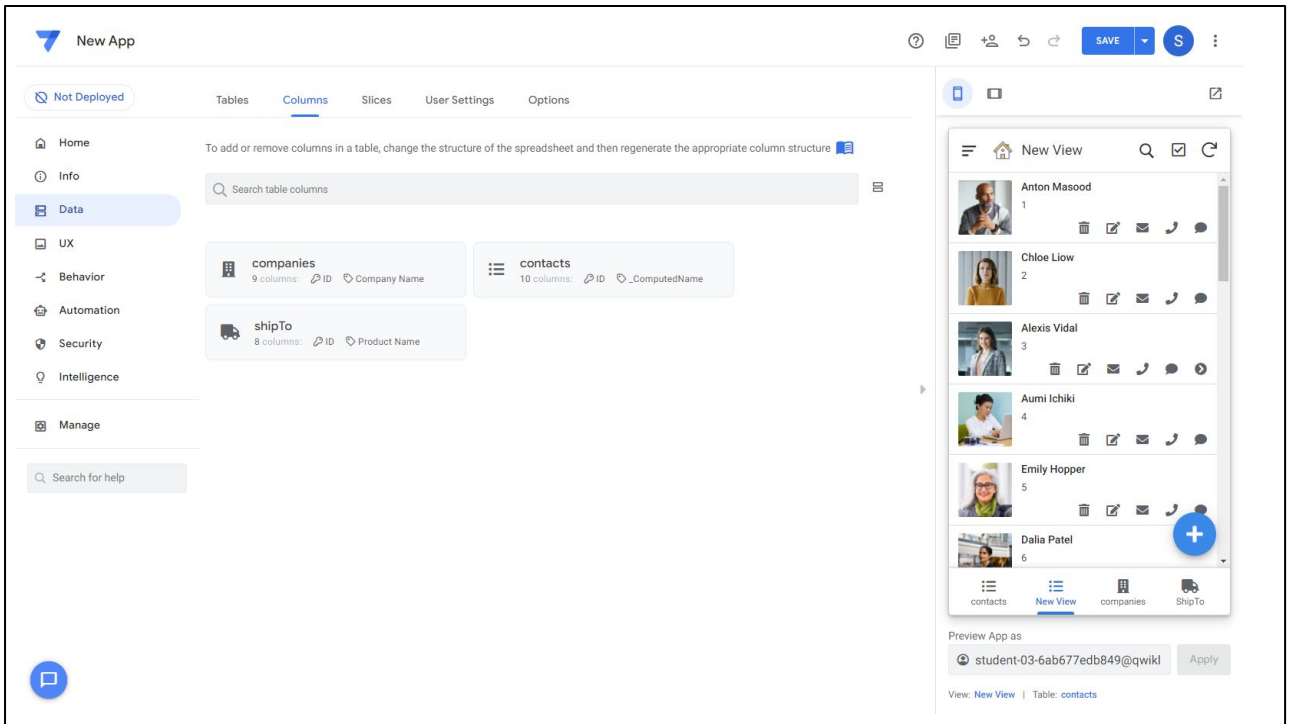 New App
SAVE
S
Not Deployed
Tables Columns Slices User Settings Options
Home
Info
Data
UX
Behavior
Automation
Security
Intelligence
Manage
Search for help
To add or remove columns in a table, change the structure of the spreadsheet and then regenerate the appropriate column structure
Search table columns
companies
9 columns: ID Company Name
contacts
10 columns: ID _ComputedName
shipTo
8 columns: ID Product Name
New View
Anton Masood
1
Chloe Liow
2
Alexis Vidal
3
Aumi Ichiki
4
Emily Hopper
5
Dalia Patel
6
contacts New View companies ShipTo
Preview App as
student-03-6ab677edb849@qwikl Apply
View: New View | Table: contacts